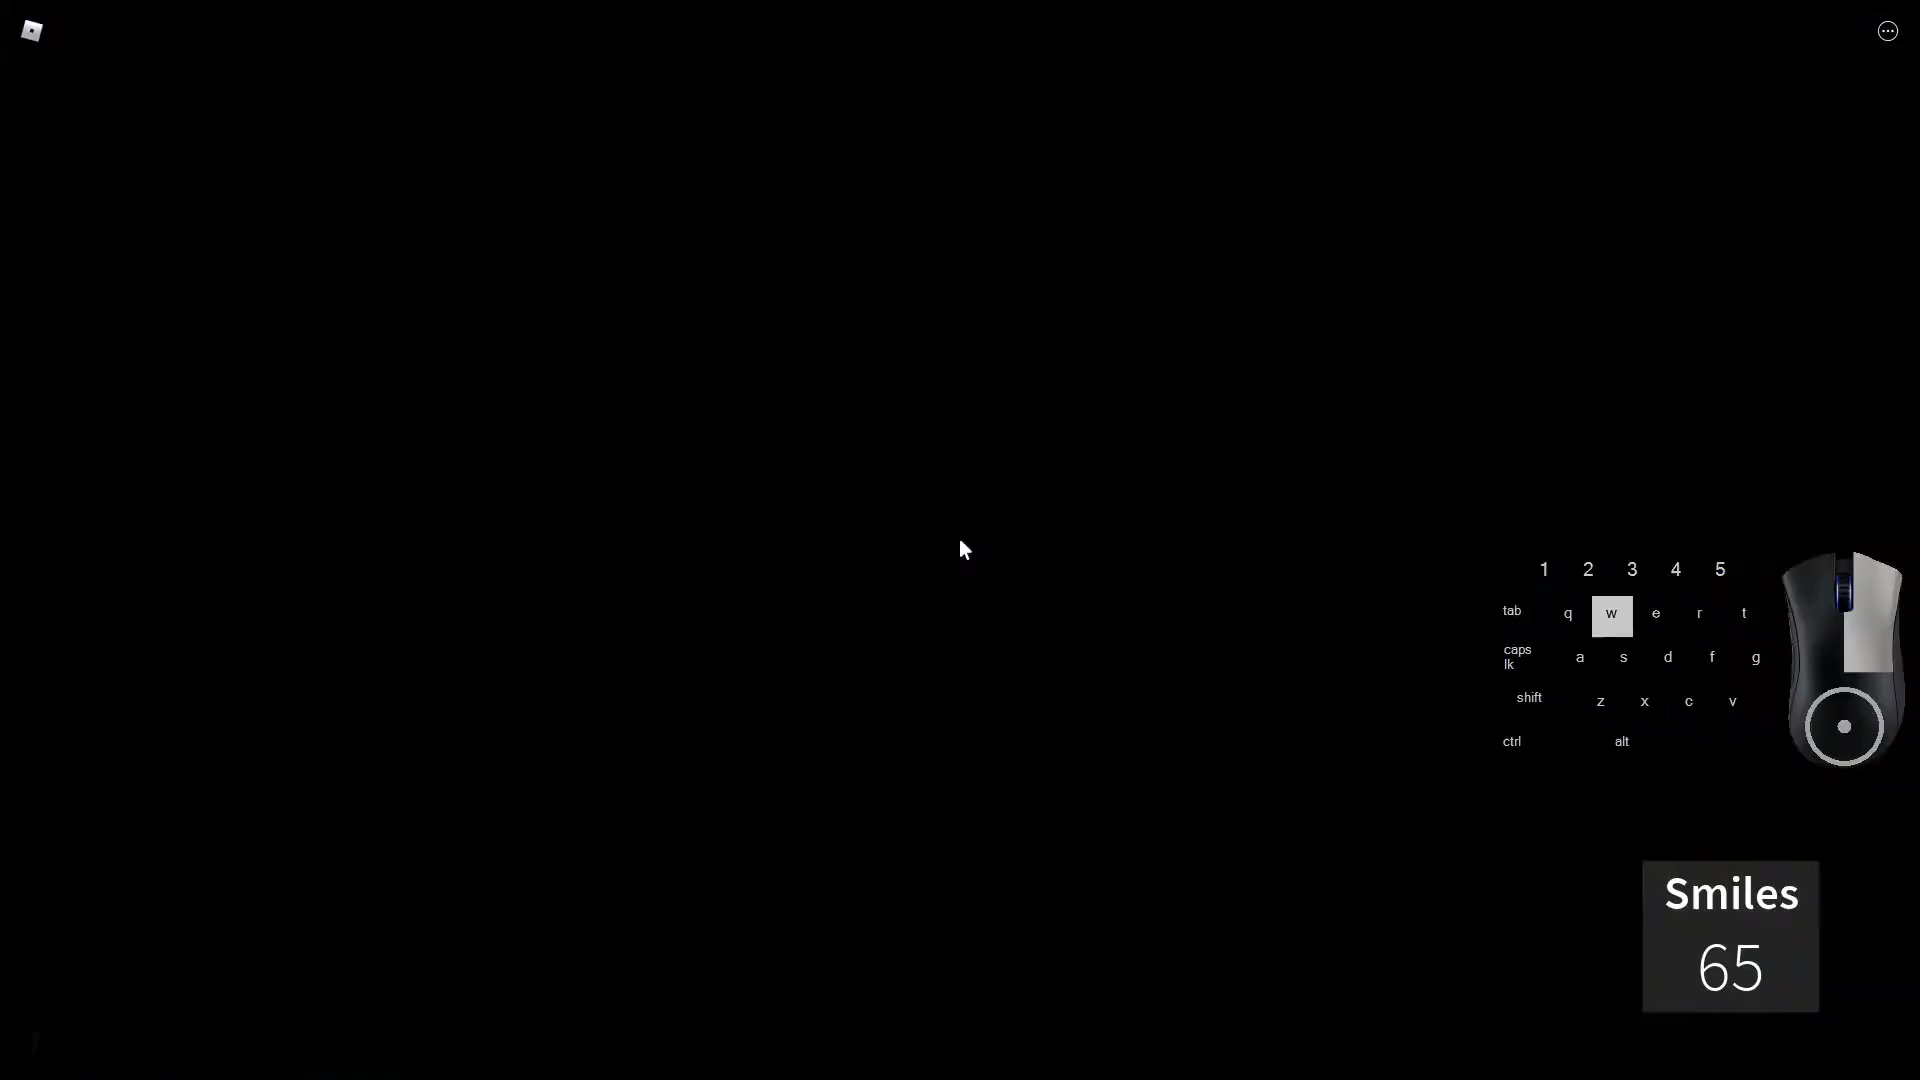 1 2 3 4 5
tab q w e r t
caps
lk a s d f g
shift z x c v
ctrl alt
Smiles
65